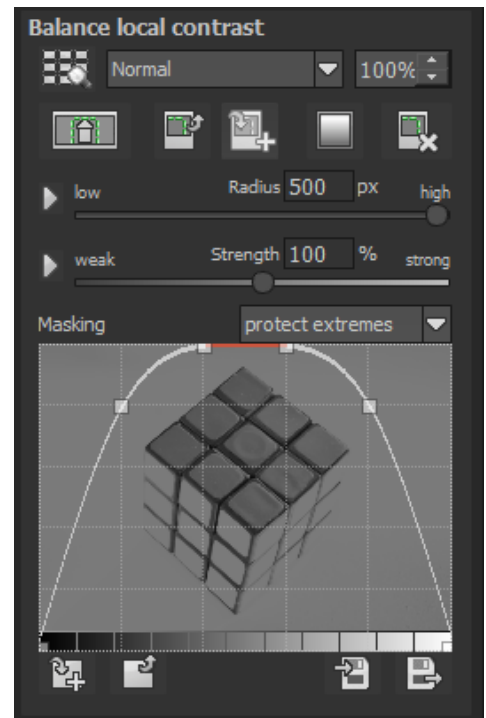 Balance local contrast
Normal 100%
low Radius 500 px high
weak Strength 100 % strong
Masking protect extremes